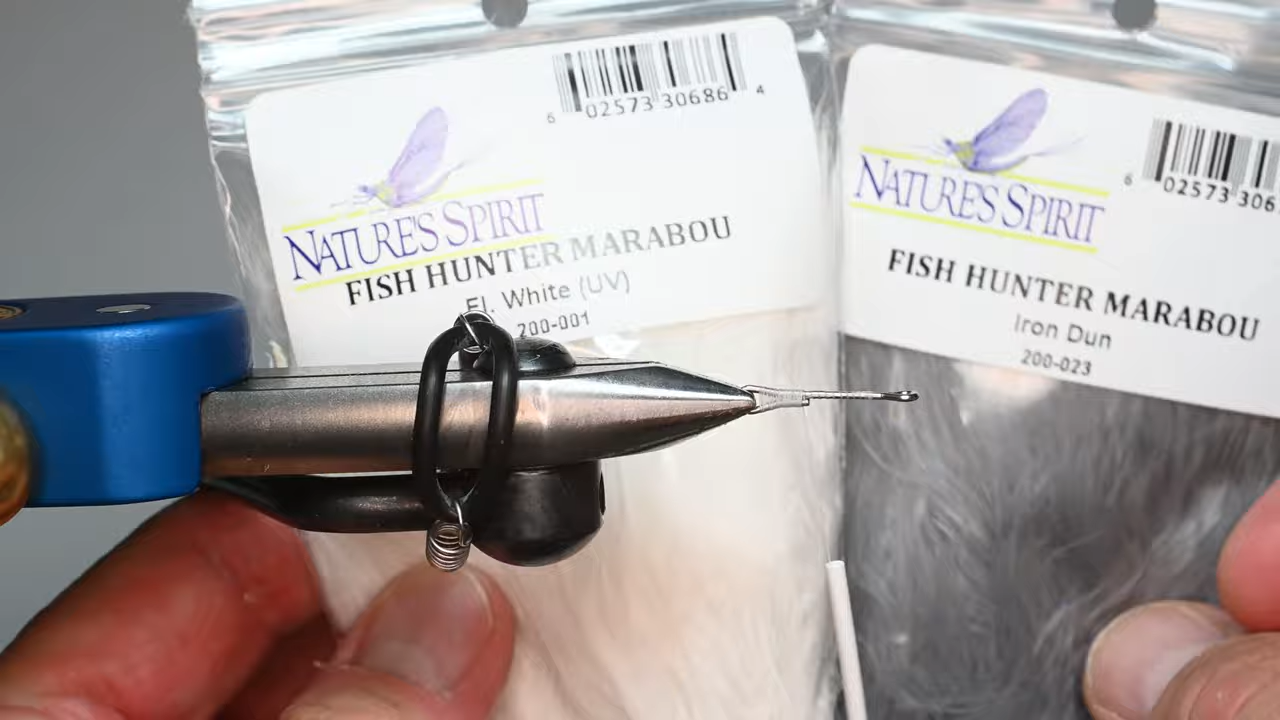 6 02573 30686 4
NATURE'S SPIRIT
FISH HUNTER MARABOU
Fl. White (UV)
200-001
6 02573 306
NATURE'S SPIRIT
FISH HUNTER MARABOU
Iron Dun
200-023